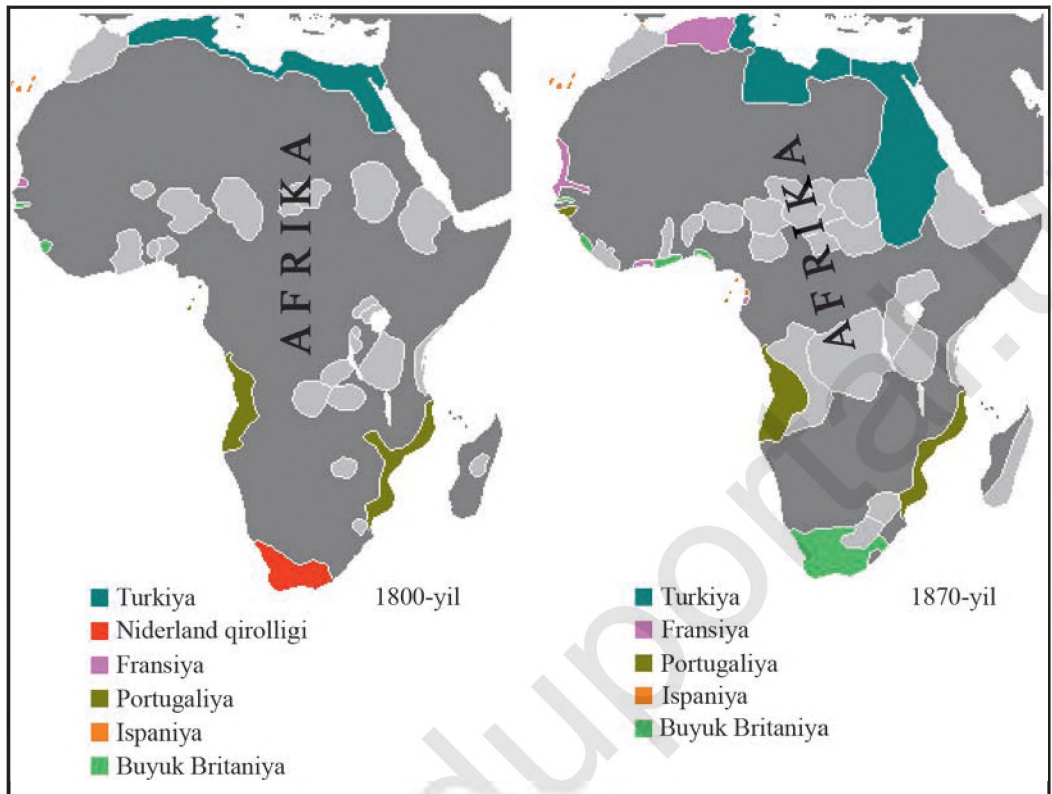 AFRIKA
1800-yil
Turkiya
Niderland qirolligi
Fransiya
Portugaliya
Ispaniya
Buyuk Britaniya
AFRIKA
1870-yil
Turkiya
Fransiya
Portugaliya
Ispaniya
Buyuk Britaniya